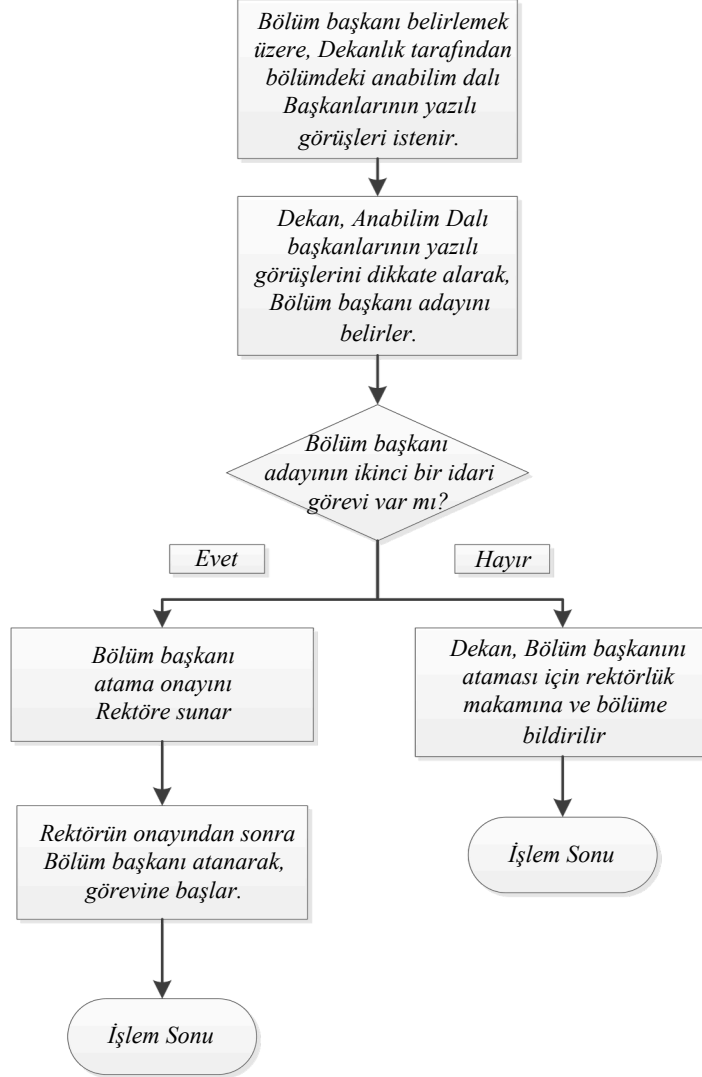 Bölüm başkanı belirlemek
üzere, Dekanlık tarafından
bölümdeki anabilim dalı
Başkanlarının yazılı
görüşleri istenir.
Dekan, Anabilim Dalı
başkanlarının yazılı
görüşlerini dikkate alarak,
Bölüm başkanı adayını
belirler.
Bölüm başkanı
adayının ikinci bir idari
görevi var mı?
Evet
Hayır
Bölüm başkanı
atama onayını
Rektöre sunar
Dekan, Bölüm başkanını
ataması için rektörlük
makamına ve bölüme
bildirilir
Rektörün onayından sonra
Bölüm başkanı atanarak,
görevine başlar.
İşlem Sonu
İşlem Sonu